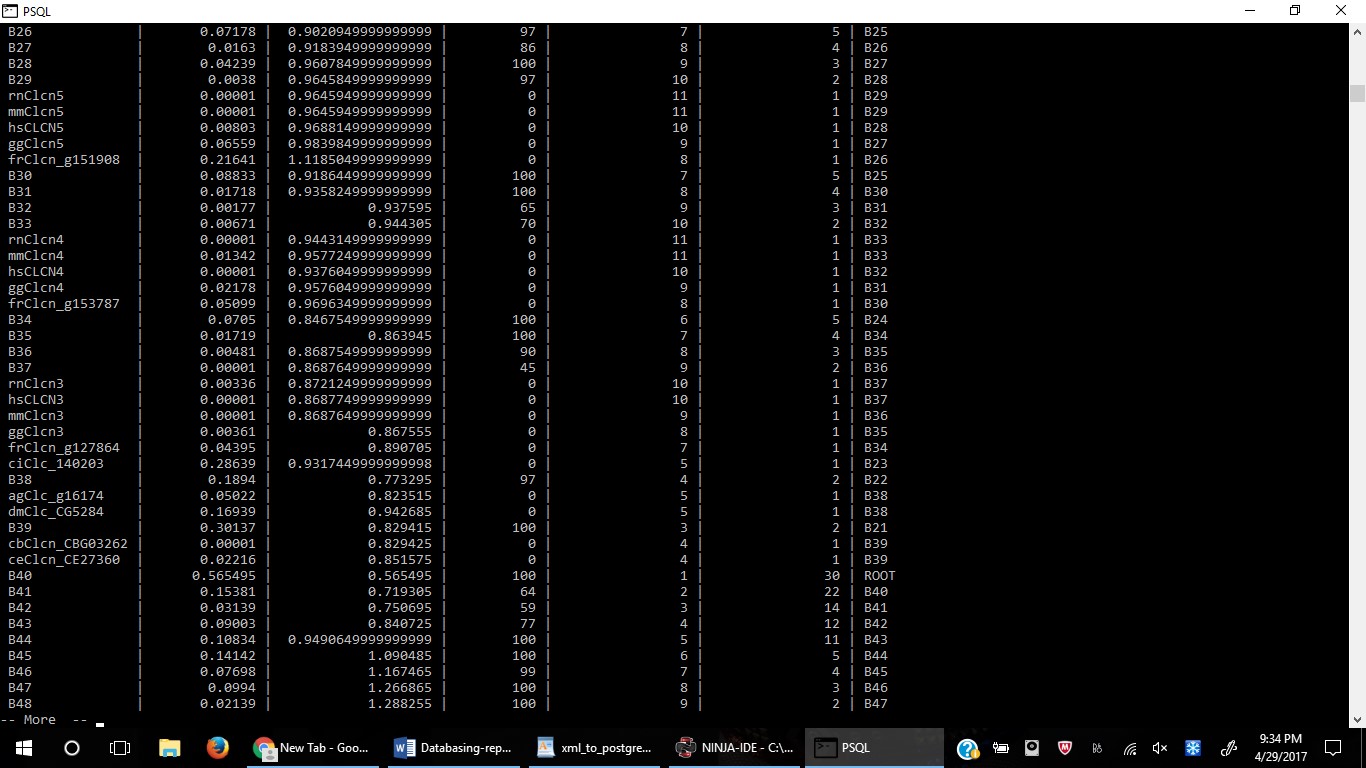 PSQL
B26 | 0.07178 | 0.9020949999999999 | 97 | 7 | 5 | B25
B27 | 0.0163 | 0.9183949999999999 | 86 | 8 | 4 | B26
B28 | 0.04239 | 0.9607849999999999 | 100 | 9 | 3 | B27
B29 | 0.0038 | 0.9645849999999999 | 97 | 10 | 2 | B28
rnClcn5 | 0.00001 | 0.9645949999999999 | 0 | 11 | 1 | B29
mmClcn5 | 0.00001 | 0.9645949999999999 | 0 | 11 | 1 | B29
hsCLCN5 | 0.00803 | 0.9688149999999999 | 0 | 10 | 1 | B28
ggClcn5 | 0.06559 | 0.9839849999999999 | 0 | 9 | 1 | B27
frClcn_g151908 | 0.21641 | 1.1185049999999999 | 0 | 8 | 1 | B26
B30 | 0.08833 | 0.9186449999999999 | 100 | 7 | 5 | B25
B31 | 0.01718 | 0.9358249999999999 | 100 | 8 | 4 | B30
B32 | 0.00177 | 0.937595 | 65 | 9 | 3 | B31
B33 | 0.00671 | 0.944305 | 70 | 10 | 2 | B32
rnClcn4 | 0.00001 | 0.9443149999999999 | 0 | 11 | 1 | B33
mmClcn4 | 0.01342 | 0.9577249999999999 | 0 | 11 | 1 | B33
hsCLCN4 | 0.00001 | 0.9376049999999999 | 0 | 10 | 1 | B32
ggClcn4 | 0.02178 | 0.9576049999999999 | 0 | 9 | 1 | B31
frClcn_g153787 | 0.05099 | 0.9696349999999999 | 0 | 8 | 1 | B30
B34 | 0.0705 | 0.8467549999999999 | 100 | 6 | 5 | B24
B35 | 0.01719 | 0.863945 | 100 | 7 | 4 | B34
B36 | 0.00481 | 0.8687549999999999 | 90 | 8 | 3 | B35
B37 | 0.00001 | 0.8687649999999999 | 45 | 9 | 2 | B36
rnClcn3 | 0.00336 | 0.8721249999999999 | 0 | 10 | 1 | B37
hsCLCN3 | 0.00001 | 0.8687749999999999 | 0 | 10 | 1 | B37
mmClcn3 | 0.00001 | 0.8687649999999999 | 0 | 9 | 1 | B36
ggClcn3 | 0.00361 | 0.867555 | 0 | 8 | 1 | B35
frClcn_g127864 | 0.04395 | 0.890705 | 0 | 7 | 1 | B34
ciClc_140203 | 0.28639 | 0.9317449999999998 | 0 | 5 | 1 | B23
B38 | 0.1894 | 0.773295 | 97 | 4 | 2 | B22
agClc_g16174 | 0.05022 | 0.823515 | 0 | 5 | 1 | B38
dmClc_CG5284 | 0.16939 | 0.942685 | 0 | 5 | 1 | B38
B39 | 0.30137 | 0.829415 | 100 | 3 | 2 | B21
cbClcn_CBG03262 | 0.00001 | 0.829425 | 0 | 4 | 1 | B39
ceClcn_CE27360 | 0.02216 | 0.851575 | 0 | 4 | 1 | B39
B40 | 0.565495 | 0.565495 | 100 | 1 | 30 | ROOT
B41 | 0.15381 | 0.719305 | 64 | 2 | 22 | B40
B42 | 0.03139 | 0.750695 | 59 | 3 | 14 | B41
B43 | 0.09003 | 0.840725 | 77 | 4 | 12 | B42
B44 | 0.10834 | 0.9490649999999999 | 100 | 5 | 11 | B43
B45 | 0.14142 | 1.090485 | 100 | 6 | 5 | B44
B46 | 0.07698 | 1.167465 | 99 | 7 | 4 | B45
B47 | 0.0994 | 1.266865 | 100 | 8 | 3 | B46
B48 | 0.02139 | 1.288255 | 100 | 9 | 2 | B47
-- More --
New Tab - Goo... Databasing-rep... xml_to_postgre... NINJA-IDE - C:\... PSQL 9:34 PM
4/29/2017